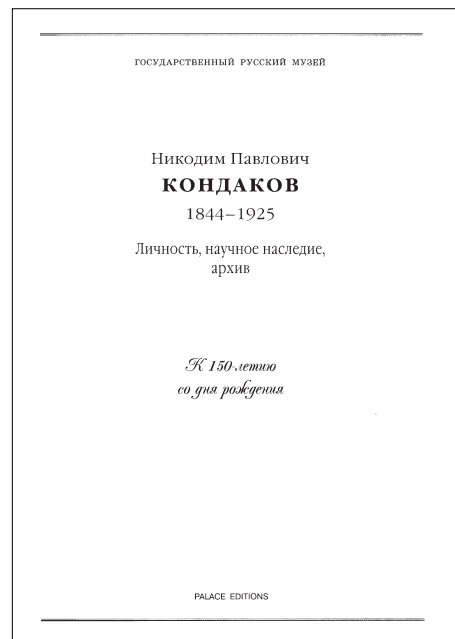 ГОСУДАРСТВЕННЫЙ РУССКИЙ МУЗЕЙ
Никодим Павлович
КОНДАКОВ
1844–1925
Личность, научное наследие,
архив
К 150-летию
со дня рождения
PALACE EDITIONS